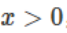 x > 0,